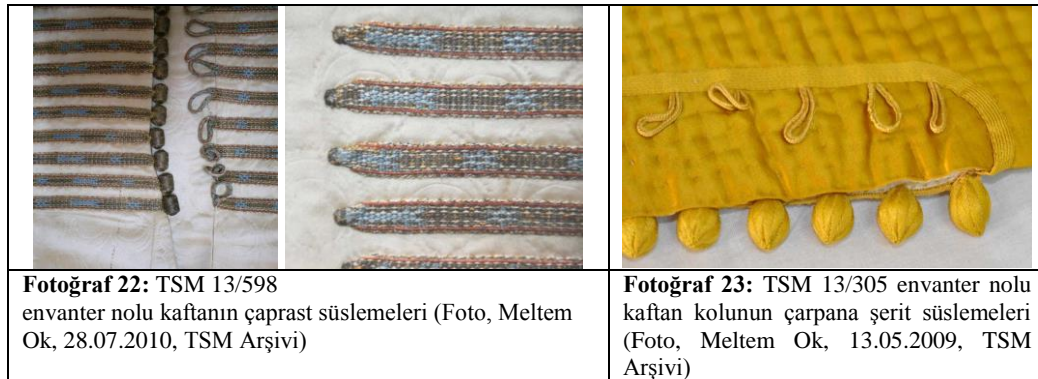 Fotoğraf 22: TSM 13/598
envanter nolu kaftanın çaprast süslemeleri (Foto, Meltem
Ok, 28.07.2010, TSM Arşivi)
Fotoğraf 23: TSM 13/305 envanter nolu
kaftan kolunun çarpana şerit süslemeleri
(Foto, Meltem Ok, 13.05.2009, TSM
Arşivi)